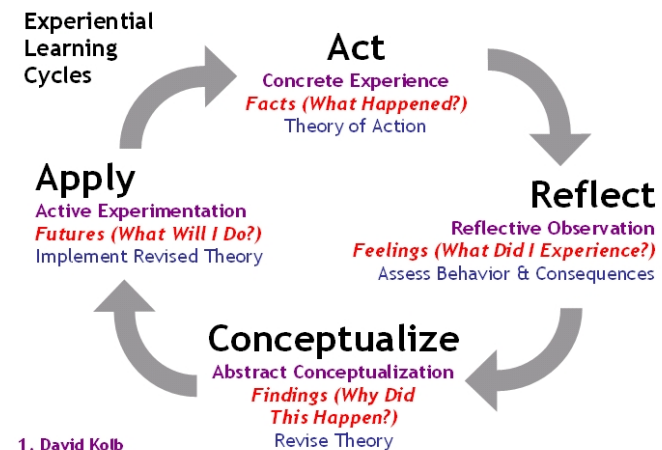 Experiential
Learning
Cycles
Act
Concrete Experience
Facts (What Happened?)
Theory of Action
Reflect
Reflective Observation
Feelings (What Did I Experience?)
Assess Behavior & Consequences
Conceptualize
Abstract Conceptualization
Findings (Why Did
This Happen?)
Revise Theory
Apply
Active Experimentation
Futures (What Will I Do?)
Implement Revised Theory
1. David Kolb